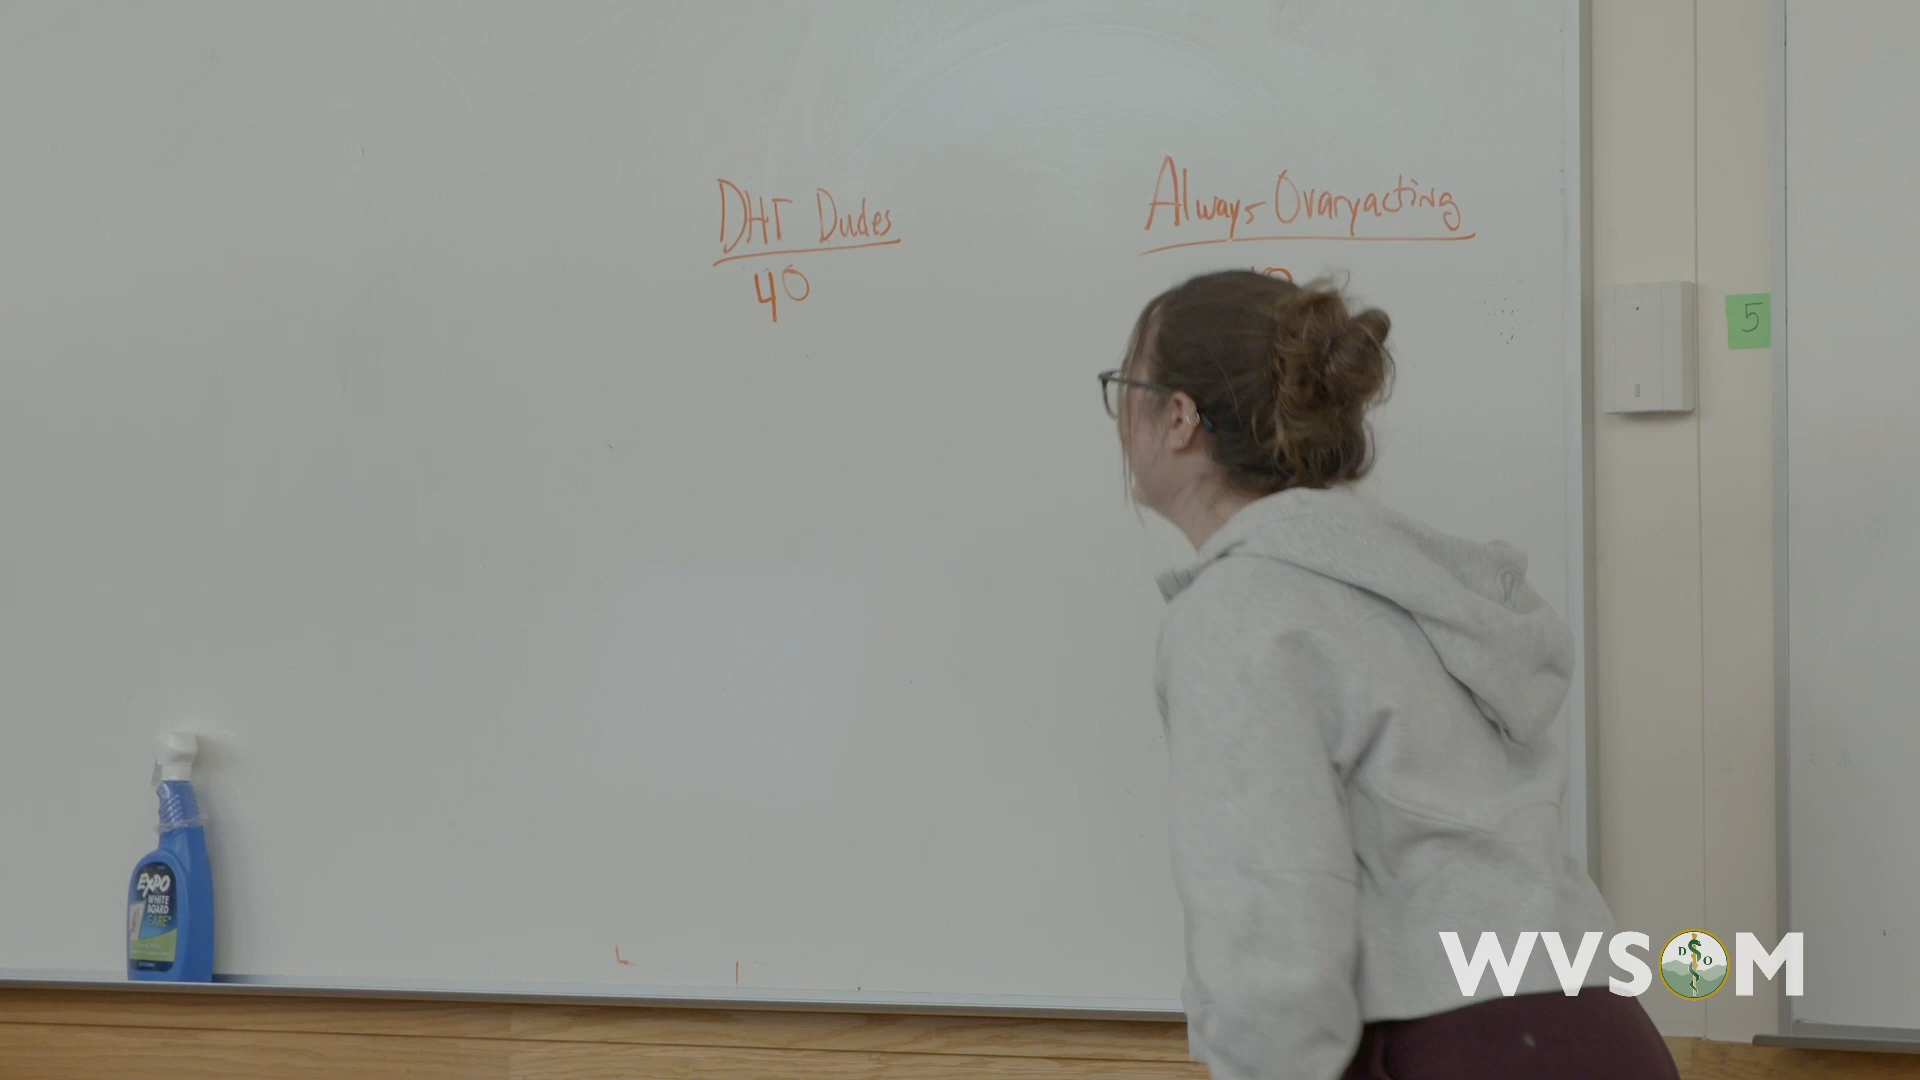 DHT Dudes
40
Always Ovaryacting
5
EXPO
WHITE
BOARD
CARE
WVSOM
D O